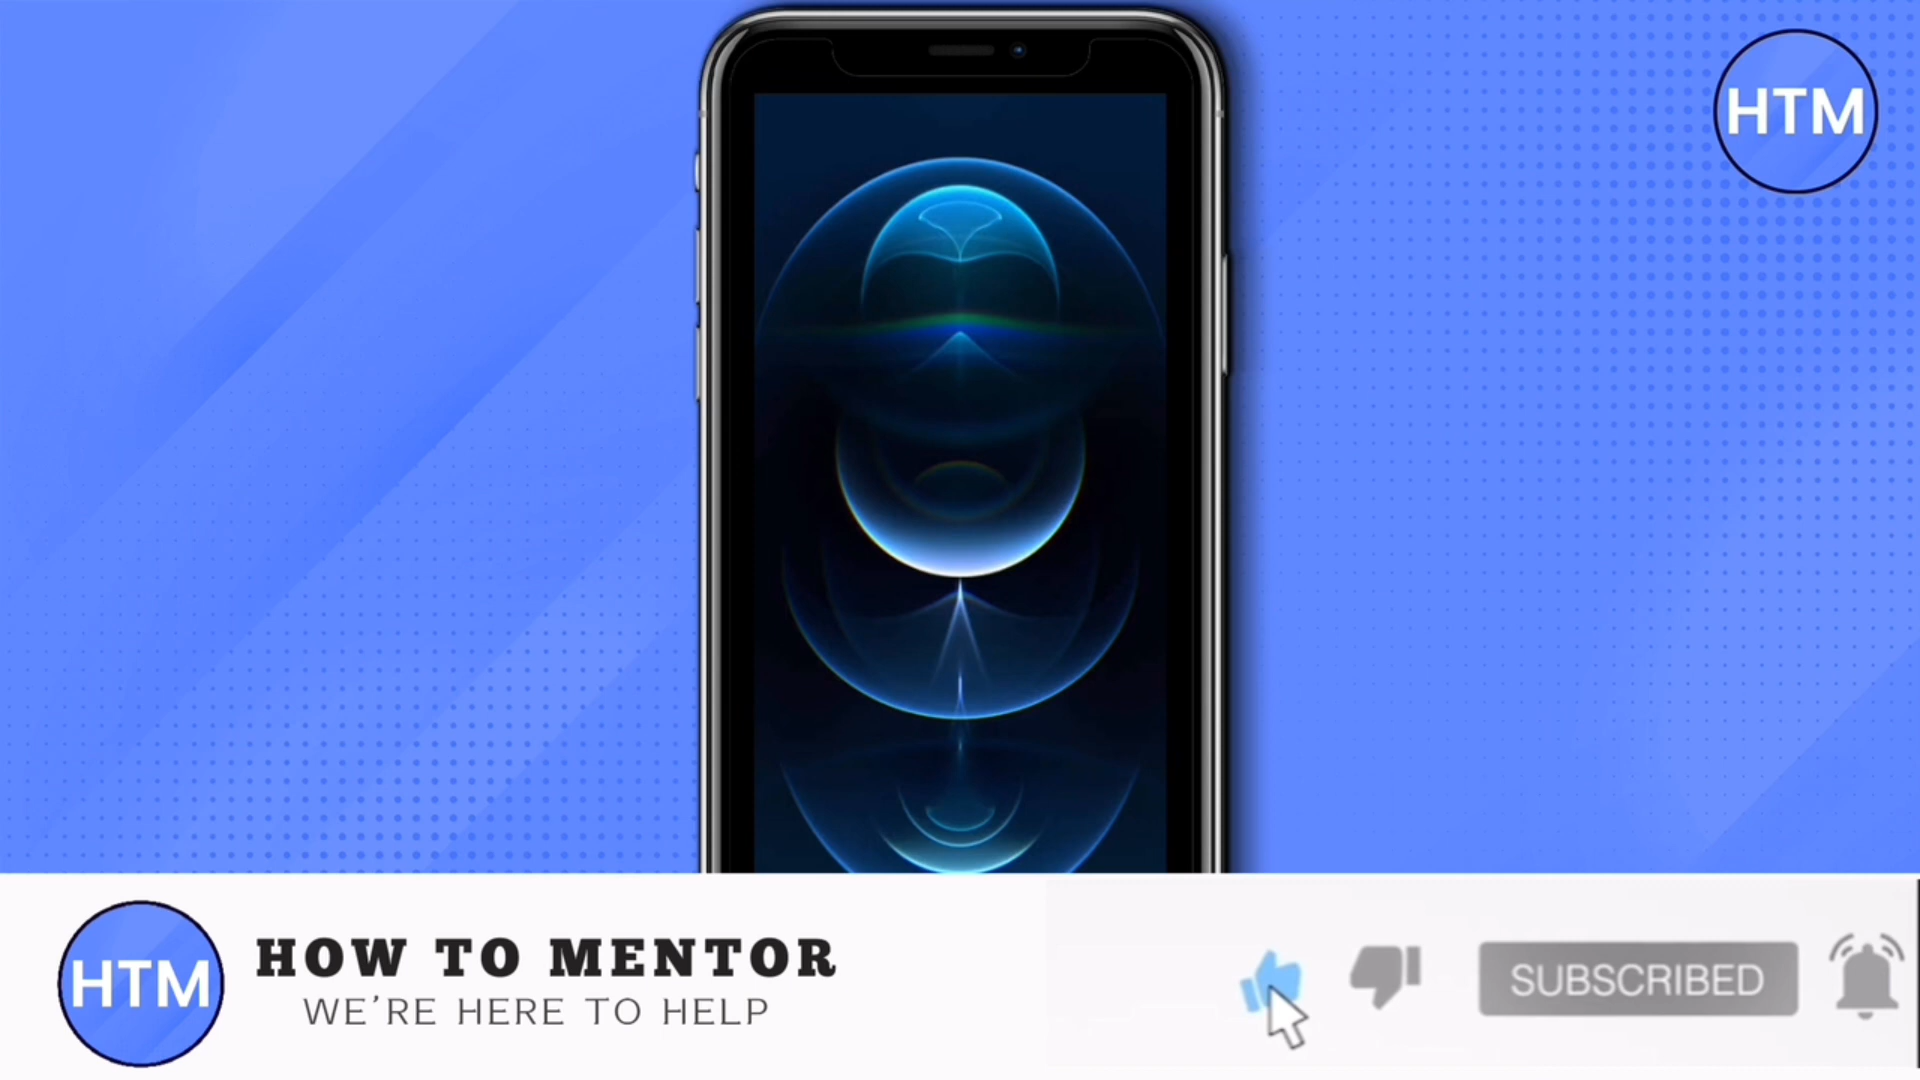 HTM
HTM
HOW TO MENTOR
WE'RE HERE TO HELP
SUBSCRIBED